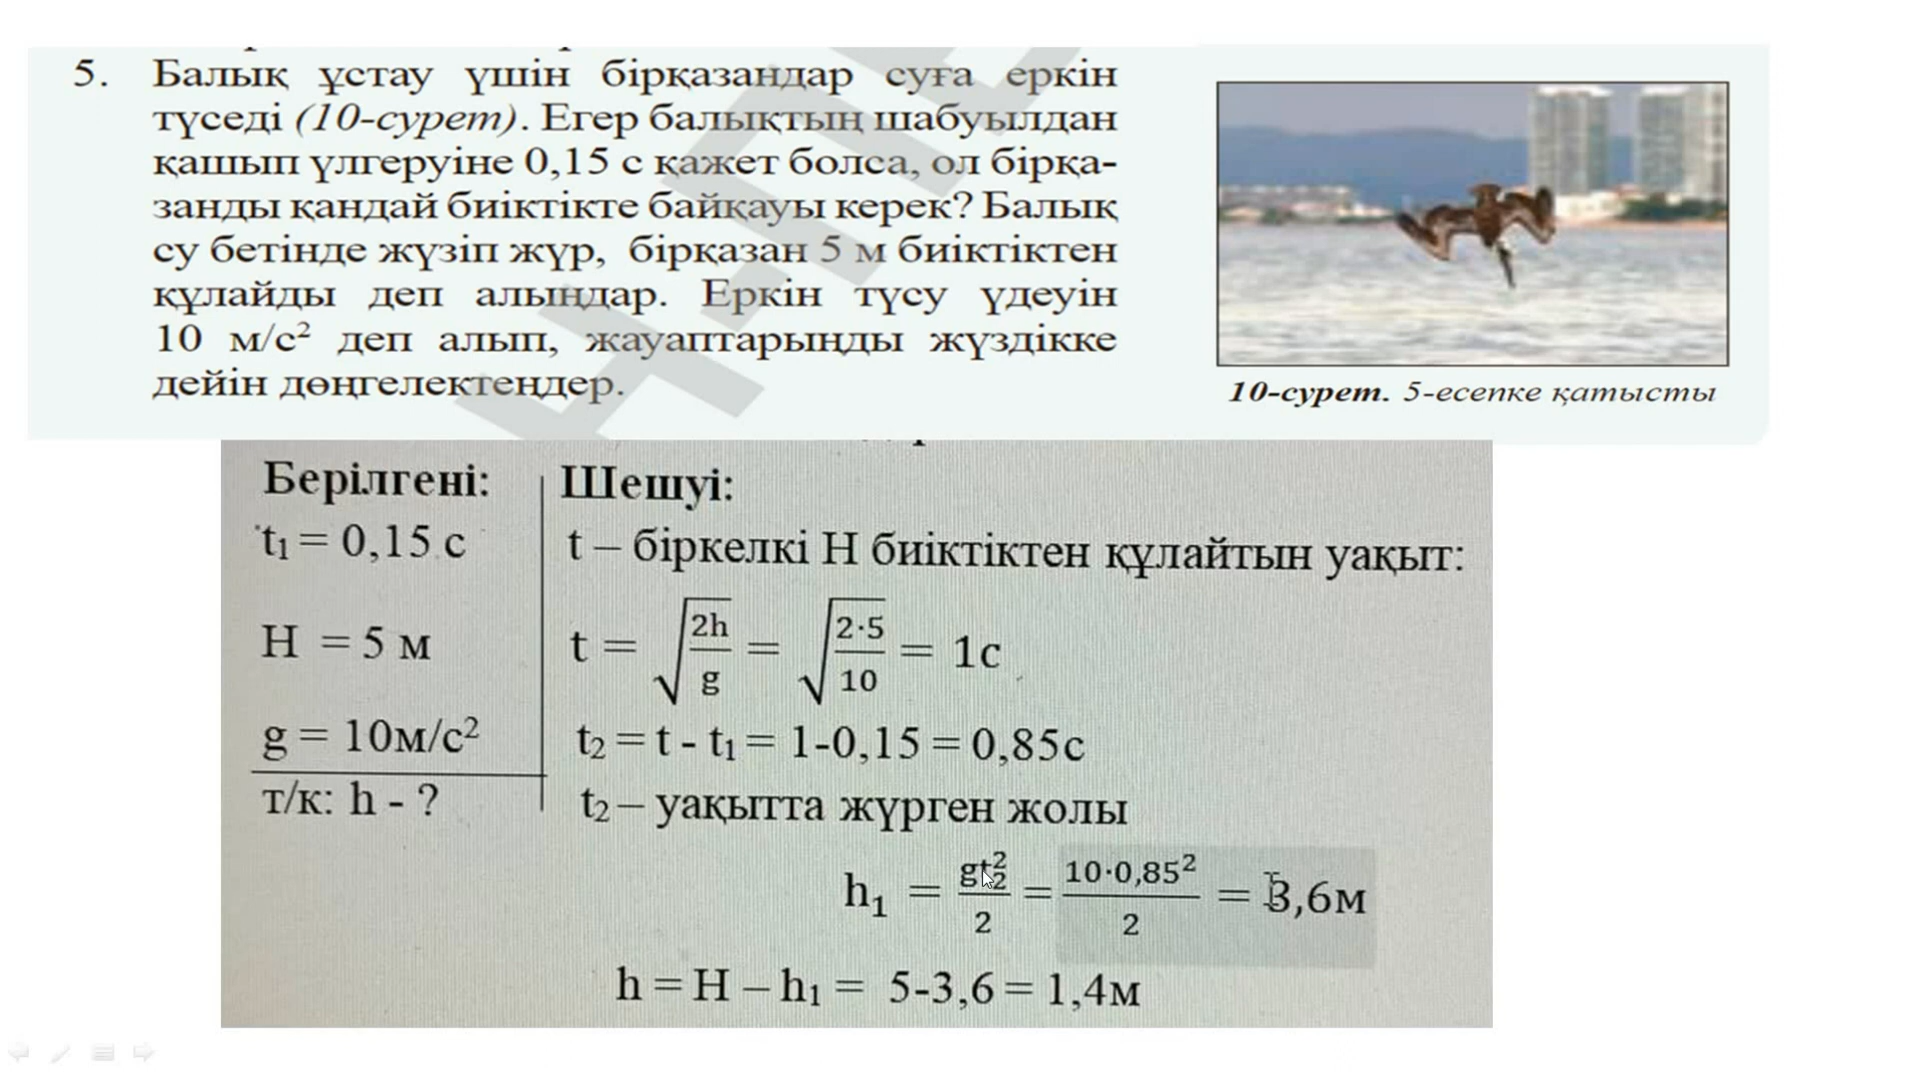 5. Балық ұстау үшін бірқазандар суға еркін
түседі (10-сурет). Егер балықтың шабуылдан
қашып үлгеруіне 0,15 с қажет болса, ол бірқа-
занды қандай биіктікте байқауы керек? Балық
су бетінде жүзіп жүр, бірқазан 5 м биіктіктен
құлайды деп алыңдар. Еркін түсу үдеуін
10 м/с² деп алып, жауаптарыңды жүздікке
дейін дөңгелектеңдер.
10-сурет. 5-есепке қатысты
Берілгені:
t₁ = 0,15 с
H = 5 м
g = 10м/с²
т/к: h - ?
Шешуі:
t – біркелкі H биіктіктен құлайтын уақыт:
t = √(2h/g) = √(2·5/10) = 1с
t₂ = t - t₁ = 1-0,15 = 0,85с
t₂ – уақытта жүрген жолы
h₁ = gt₂²/2 = 10·0,85²/2 = 3,6м
h = H – h₁ = 5-3,6 = 1,4м